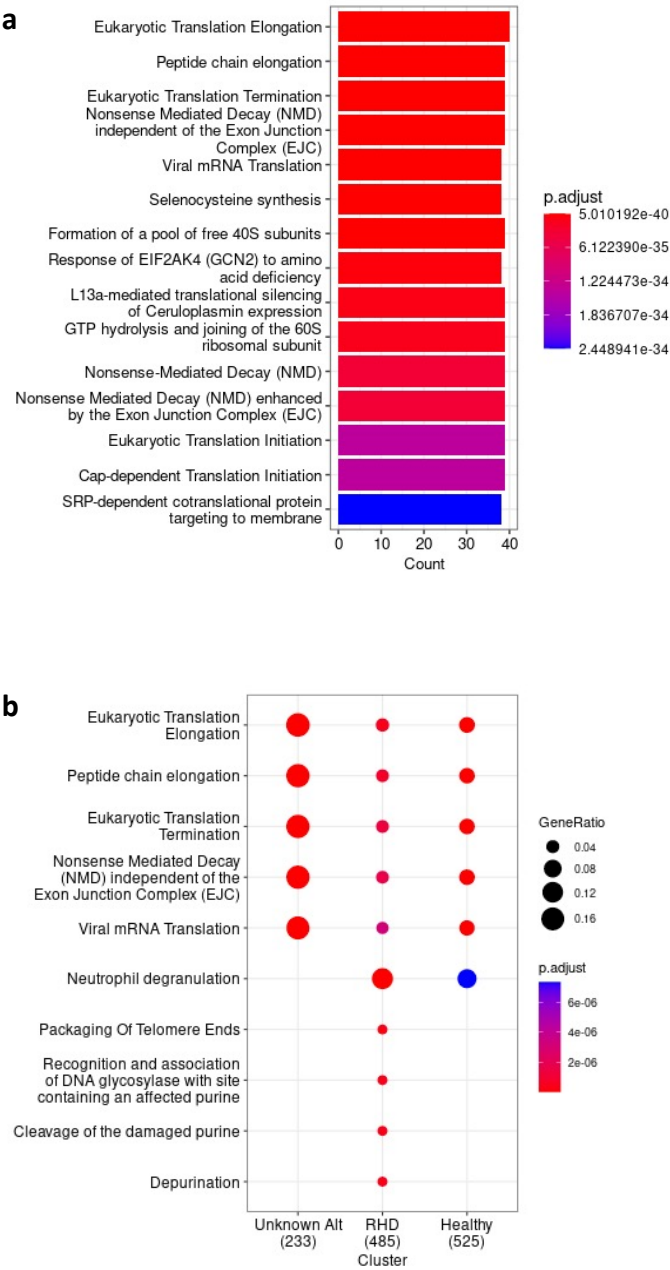 a
Eukaryotic Translation Elongation
Peptide chain elongation
Eukaryotic Translation Termination
Nonsense Mediated Decay (NMD)
independent of the Exon Junction
Complex (EJC)
Viral mRNA Translation
Selenocysteine synthesis
Formation of a pool of free 40S subunits
Response of EIF2AK4 (GCN2) to amino
acid deficiency
L13a-mediated translational silencing
of Ceruloplasmin expression
GTP hydrolysis and joining of the 60S
ribosomal subunit
Nonsense-Mediated Decay (NMD)
Nonsense Mediated Decay (NMD) enhanced
by the Exon Junction Complex (EJC)
Eukaryotic Translation Initiation
Cap-dependent Translation Initiation
SRP-dependent cotranslational protein
targeting to membrane
0 10 20 30 40
Count
p.adjust
5.010192e-40
6.122390e-35
1.224473e-34
1.836707e-34
2.448941e-34
b
Eukaryotic Translation
Elongation
Peptide chain elongation
Eukaryotic Translation
Termination
Nonsense Mediated Decay
(NMD) independent of the
Exon Junction Complex (EJC)
Viral mRNA Translation
Neutrophil degranulation
Packaging Of Telomere Ends
Recognition and association
of DNA glycosylase with site
containing an affected purine
Cleavage of the damaged purine
Depurination
Unknown Alt RHD Healthy
(233) (485) (525)
Cluster
GeneRatio
0.04
0.08
0.12
0.16
p.adjust
6e-06
4e-06
2e-06